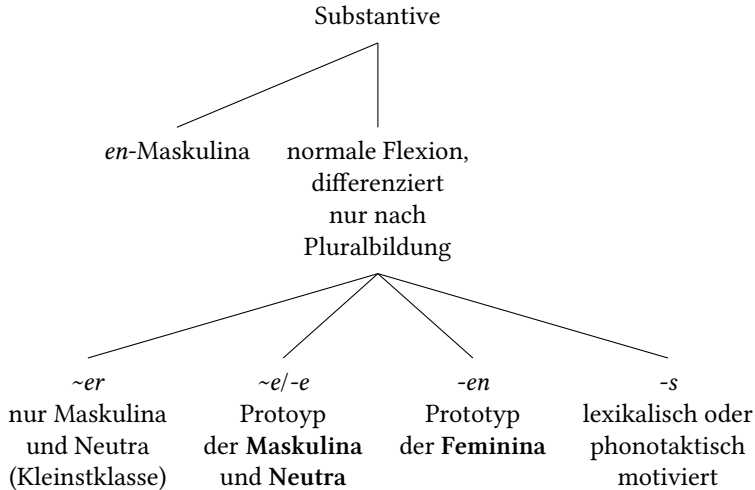 Substantive
en-Maskulina
normale Flexion,
differenziert
nur nach
Pluralbildung
~er
nur Maskulina
und Neutra
(Kleinstklasse)
~e/-e
Protoyp
der Maskulina
und Neutra
-en
Prototyp
der Feminina
-s
lexikalisch oder
phonotaktisch
motiviert